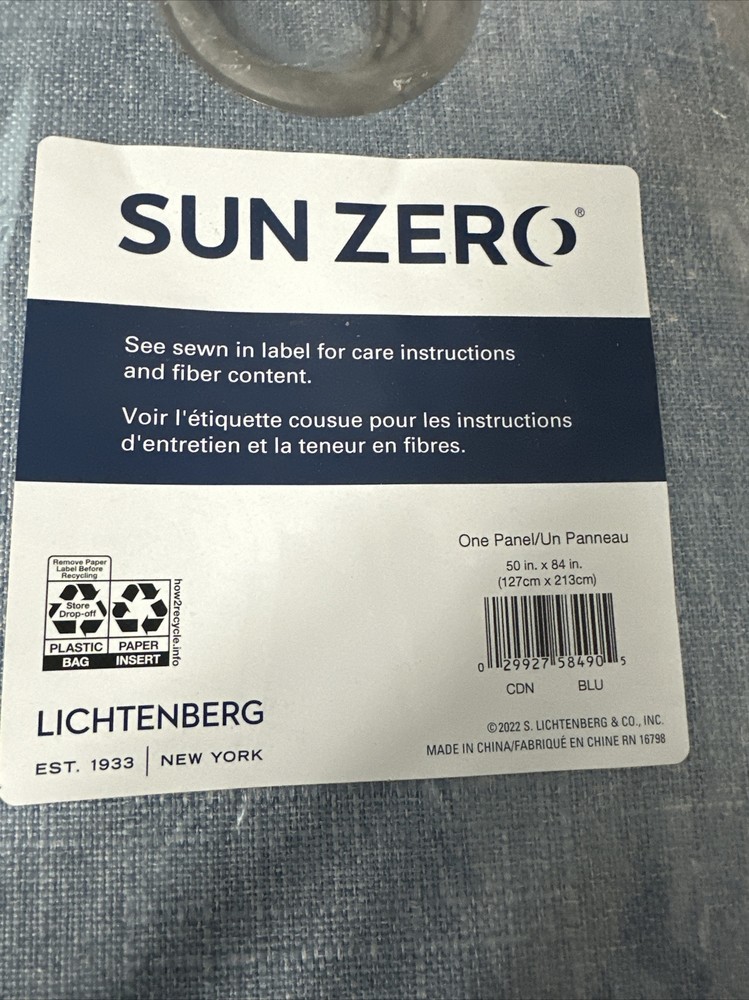 SUN ZERO®
See sewn in label for care instructions
and fiber content.
Voir l'étiquette cousue pour les instructions
d'entretien et la teneur en fibres.
One Panel/Un Panneau
50 in. x 84 in.
(127cm x 213cm)
0 29927 58490 5
CDN BLU
Remove Paper
Label Before
Recycling
Store
Drop-off
PLASTIC PAPER
BAG INSERT
how2recycle.info
LICHTENBERG
EST. 1933 | NEW YORK
©2022 S. LICHTENBERG & CO., INC.
MADE IN CHINA/FABRIQUÉ EN CHINE RN 16798